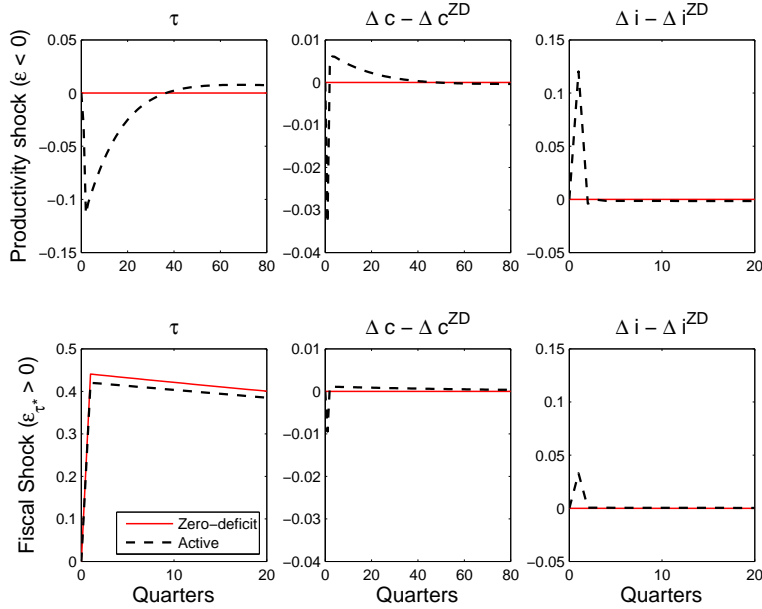 τ
Δ c − Δ c^ZD
Δ i − Δ i^ZD
Productivity shock (ε < 0)
0.05
0
−0.05
−0.1
−0.15
0 20 40 60 80
0.01
0
−0.01
−0.02
−0.03
−0.04
0 20 40 60 80
0.15
0.1
0.05
0
−0.05
0 10 20
τ
Δ c − Δ c^ZD
Δ i − Δ i^ZD
Fiscal Shock (ε_τ* > 0)
0.5
0.4
0.3
0.2
0.1
0
Zero−deficit
Active
0 10 20
Quarters
0.01
0
−0.01
−0.02
−0.03
−0.04
0 20 40 60 80
Quarters
0.15
0.1
0.05
0
−0.05
0 10 20
Quarters